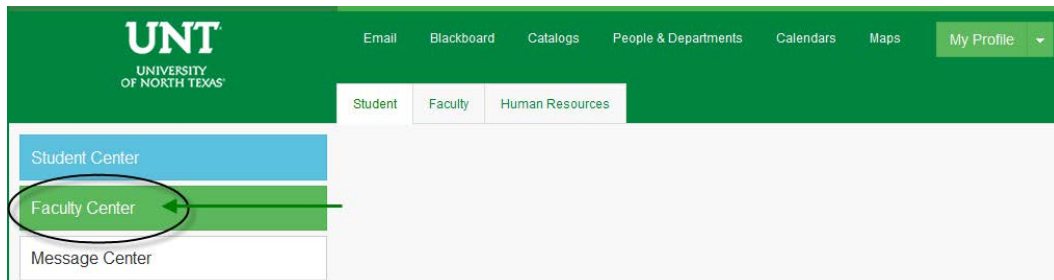 UNT
UNIVERSITY
OF NORTH TEXAS
Email Blackboard Catalogs People & Departments Calendars Maps My Profile
Student Faculty Human Resources
Student Center
Faculty Center
Message Center